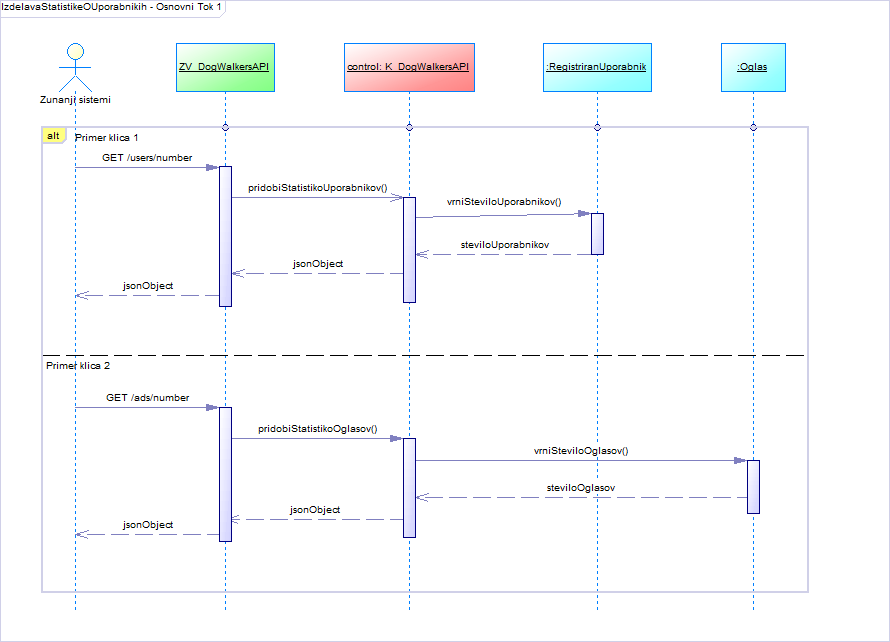 IzdelavaStatistikeOUporabnikih - Osnovni Tok 1
ZV_DogWalkersAPI
control: K_DogWalkersAPI
:RegistriranUporabnik
:Oglas
Zunanji sistemi
alt
Primer klica 1
GET /users/number
pridobiStatistikoUporabnikov()
vrniSteviloUporabnikov()
steviloUporabnikov
jsonObject
jsonObject
Primer klica 2
GET /ads/number
pridobiStatistikoOglasov()
vrniSteviloOglasov()
steviloOglasov
jsonObject
jsonObject